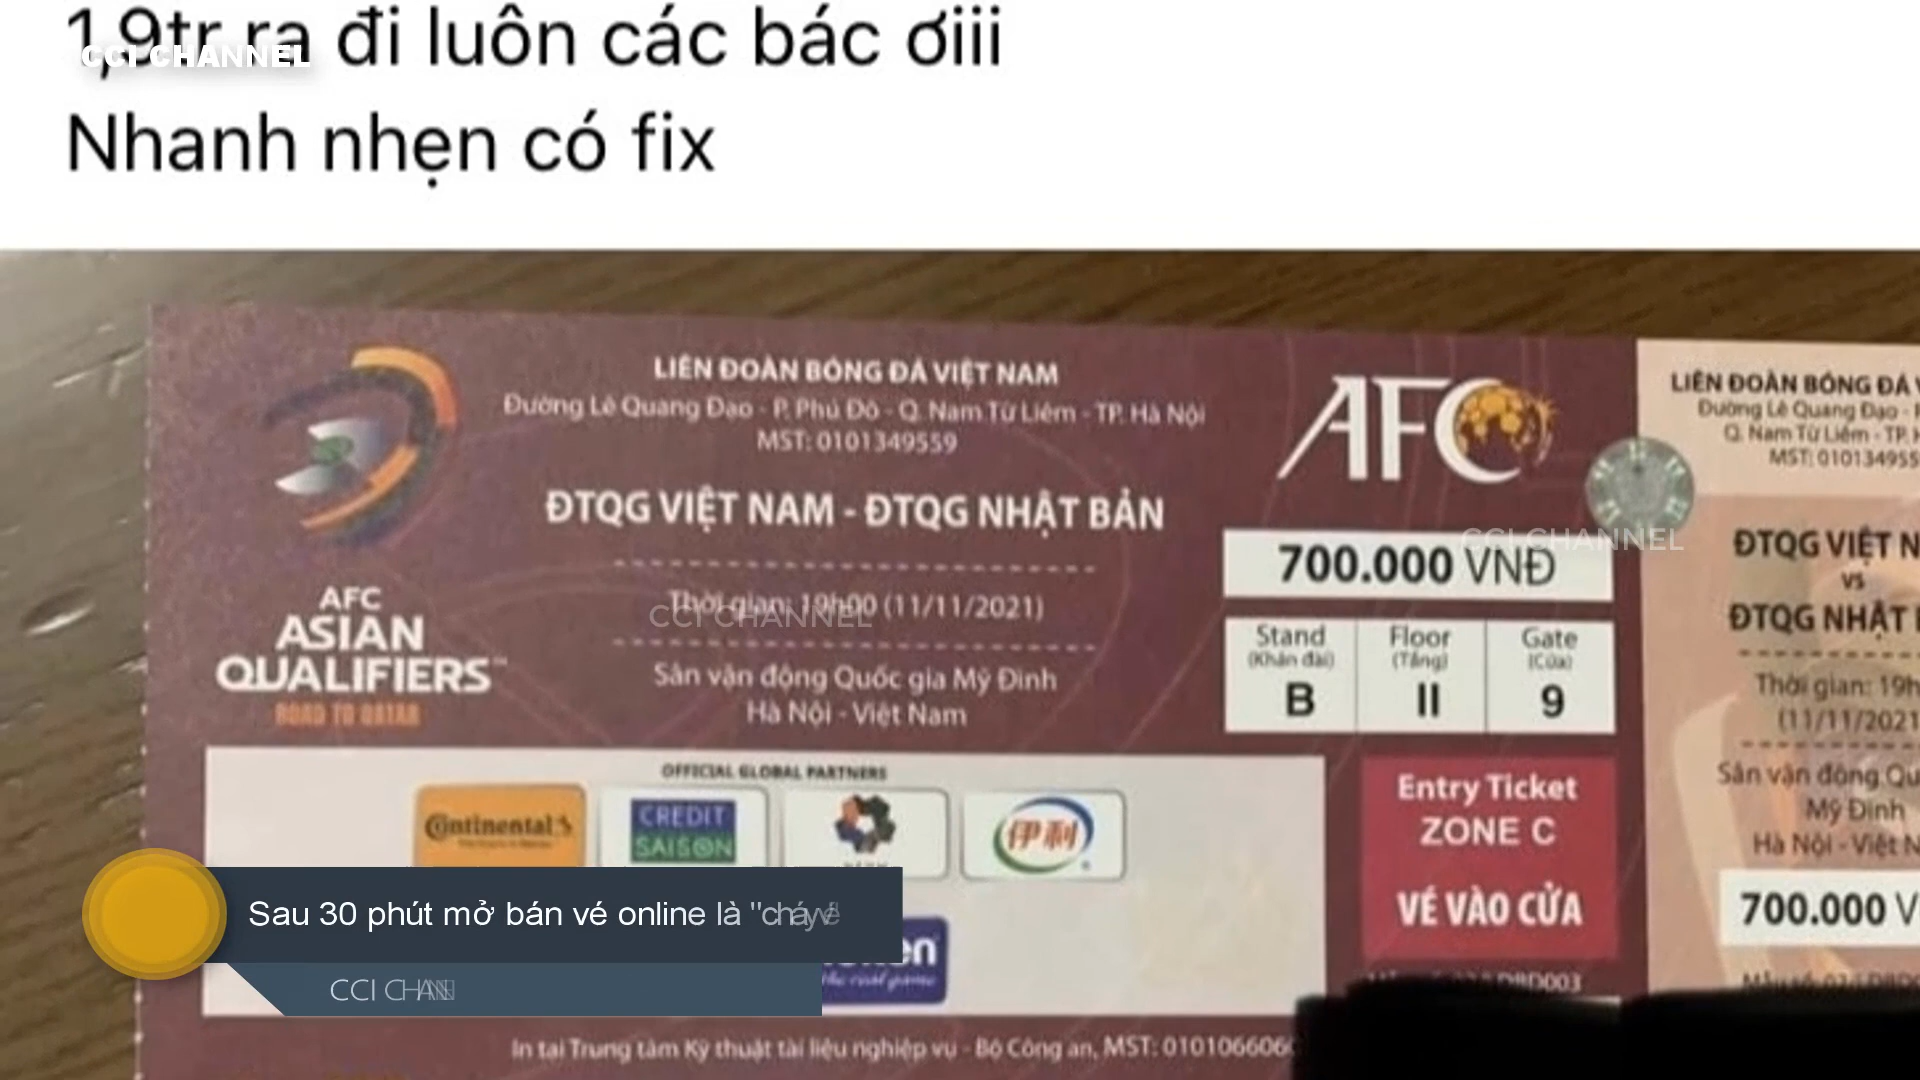 1,9tr ra đi luôn các bác ơiii
CCI CHANNEL
Nhanh nhẹn có fix
LIÊN ĐOÀN BÓNG ĐÁ VIỆT NAM
Đường Lê Quang Đạo - P. Phú Đô - Q. Nam Từ Liêm - TP. Hà Nội
MST: 0101349559
ĐTQG VIỆT NAM - ĐTQG NHẬT BẢN
Thời gian: 19h00 (11/11/2021)
CCI CHANNEL
Sân vận động Quốc gia Mỹ Đình
Hà Nội - Việt Nam
AFC
ASIAN
QUALIFIERS
ROAD TO QATAR
AFC
700.000 VNĐ
CCI CHANNEL
Stand Floor Gate
(Khán đài) (Tầng) (Cửa)
B II 9
OFFICIAL GLOBAL PARTNERS
Continental
CREDIT
SAISON
伊利
the real game
Entry Ticket
ZONE C
VÉ VÀO CỬA
In tại Trung tâm Kỹ thuật tài liệu nghiệp vụ - Bộ Công an, MST: 010106606
LIÊN ĐOÀN BÓNG ĐÁ
Đường Lê Quang Đạo -
Q. Nam Từ Liêm - TP.
MST: 010134955
ĐTQG VIỆT N
VS
ĐTQG NHẬT
Thời gian: 19h
(11/11/2021
Sân vận động Qu
Mỹ Đình
Hà Nội - Việt N
700.000 V
Sau 30 phút mở bán vé online là "cháy vé
CCI CHANN